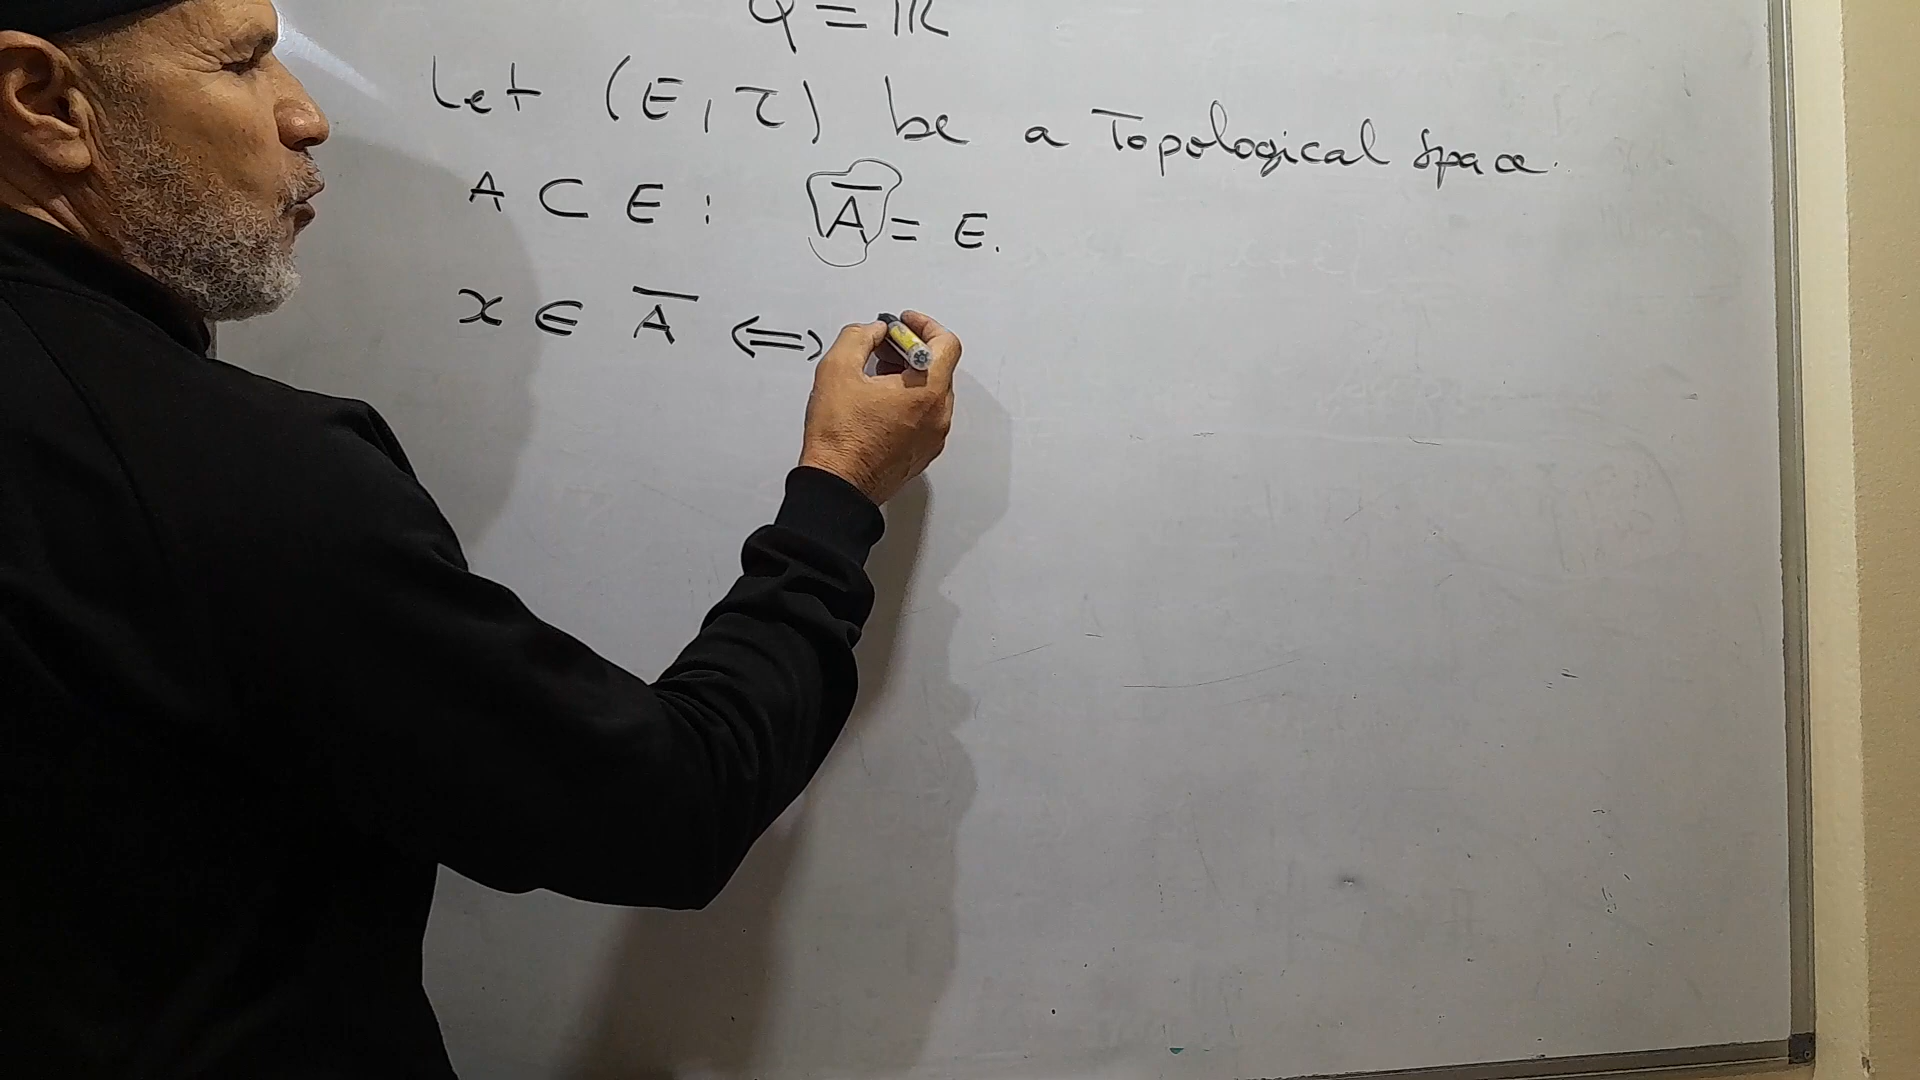 Q = ℝ
Let (E, τ) be a Topological Space.
A ⊂ E : A̅ = E.
x ∈ A̅ ⟺